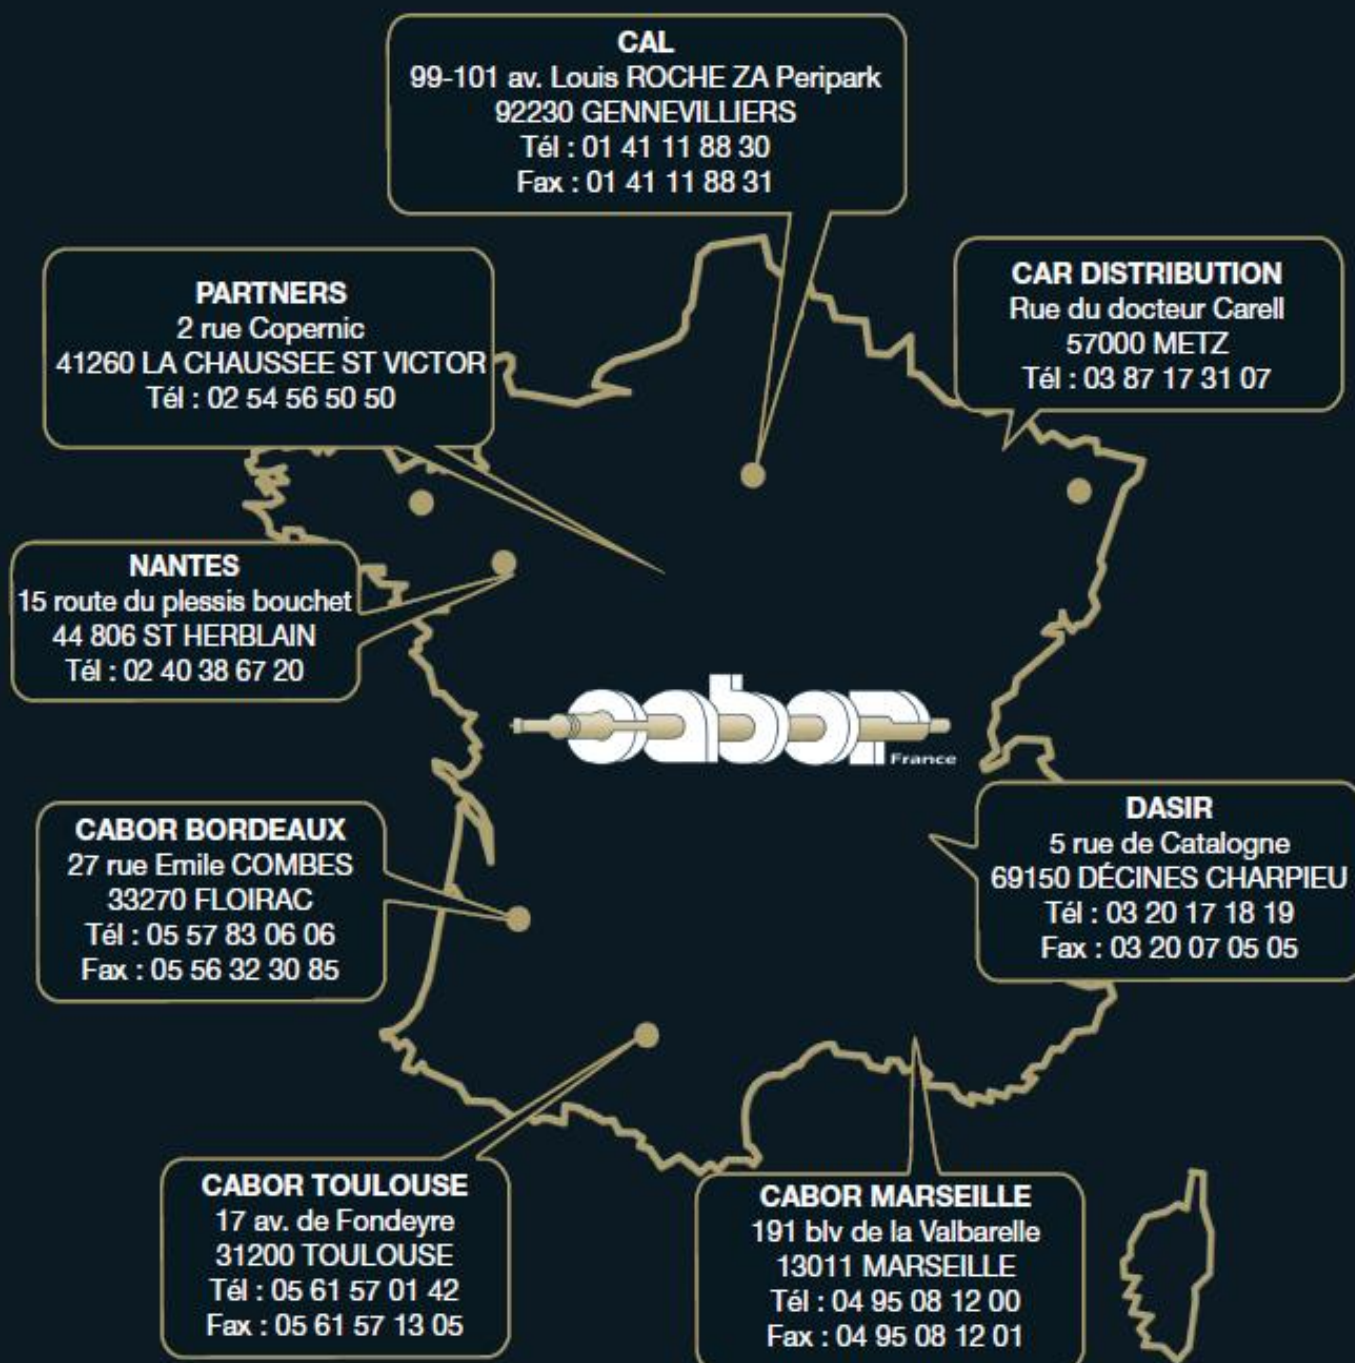 CAL
99-101 av. Louis ROCHE ZA Peripark
92230 GENNEVILLIERS
Tél : 01 41 11 88 30
Fax : 01 41 11 88 31
PARTNERS
2 rue Copernic
41260 LA CHAUSSEE ST VICTOR
Tél : 02 54 56 50 50
CAR DISTRIBUTION
Rue du docteur Carell
57000 METZ
Tél : 03 87 17 31 07
NANTES
15 route du plessis bouchet
44 806 ST HERBLAIN
Tél : 02 40 38 67 20
cabor
France
CABOR BORDEAUX
27 rue Emile COMBES
33270 FLOIRAC
Tél : 05 57 83 06 06
Fax : 05 56 32 30 85
DASIR
5 rue de Catalogne
69150 DÉCINES CHARPIEU
Tél : 03 20 17 18 19
Fax : 03 20 07 05 05
CABOR TOULOUSE
17 av. de Fondeyre
31200 TOULOUSE
Tél : 05 61 57 01 42
Fax : 05 61 57 13 05
CABOR MARSEILLE
191 blv de la Valbarelle
13011 MARSEILLE
Tél : 04 95 08 12 00
Fax : 04 95 08 12 01